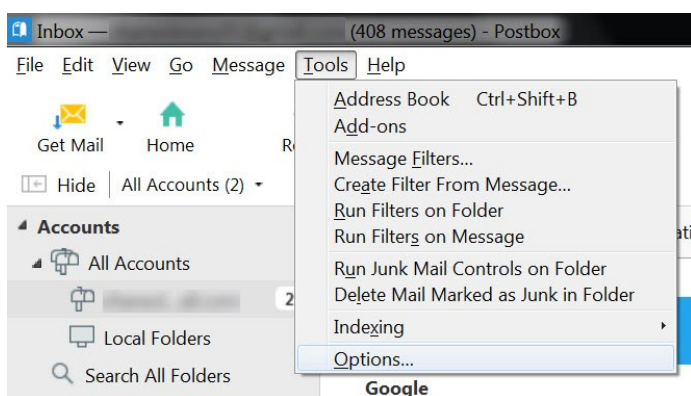 Inbox — (408 messages) - Postbox
File Edit View Go Message Tools Help
Address Book Ctrl+Shift+B
Add-ons
Get Mail Home
Message Filters...
Create Filter From Message...
Hide All Accounts (2)
Run Filters on Folder
Run Filters on Message
Accounts
All Accounts
Run Junk Mail Controls on Folder
Delete Mail Marked as Junk in Folder
2
Indexing
Local Folders
Options...
Search All Folders
Google